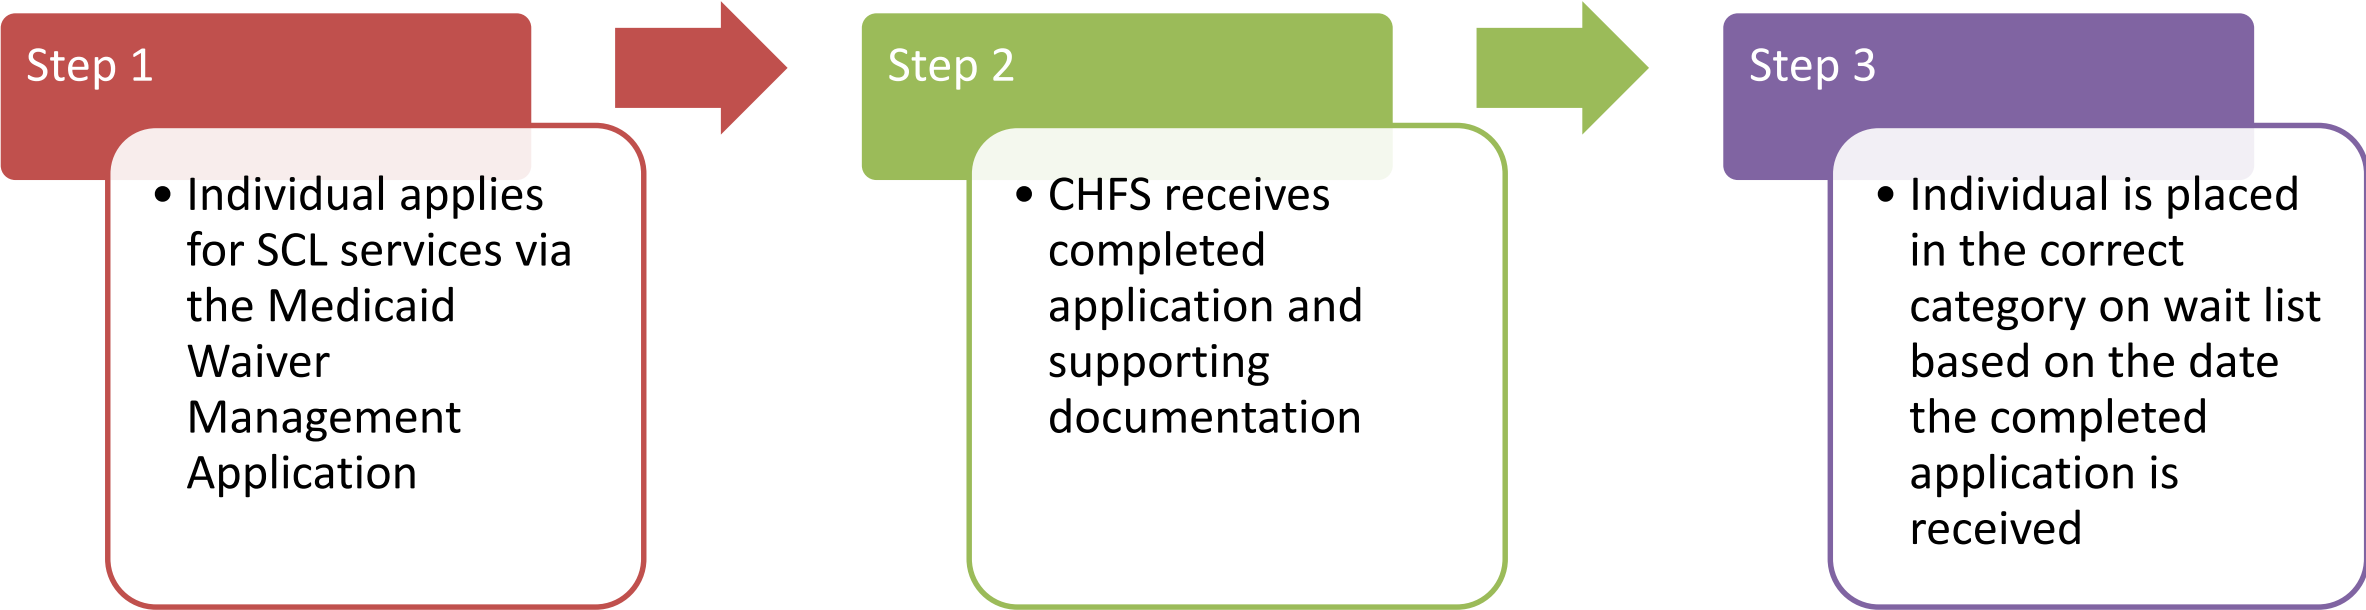 Step 1
• Individual applies
for SCL services via
the Medicaid
Waiver
Management
Application
Step 2
• CHFS receives
completed
application and
supporting
documentation
Step 3
• Individual is placed
in the correct
category on wait list
based on the date
the completed
application is
received